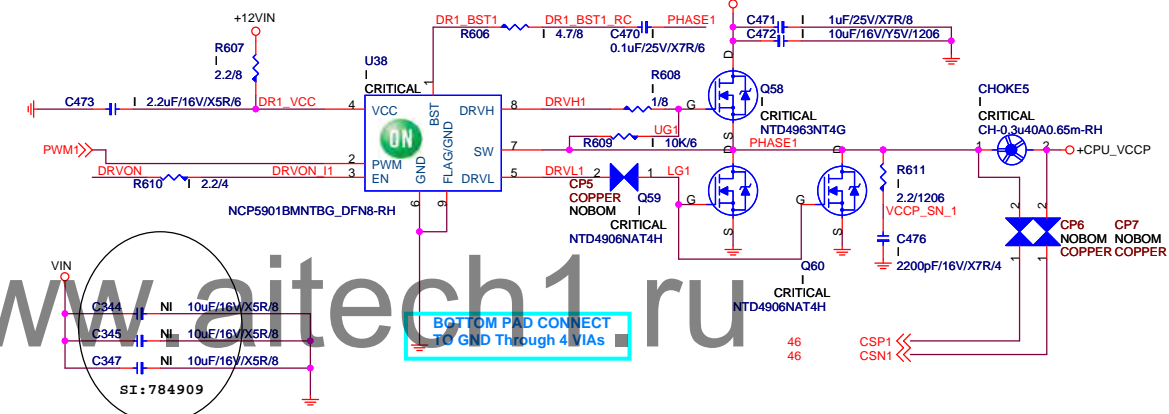 +12VIN
R607
I
2.2/8
C473
I
2.2uF/16V/X5R/6
DR1_VCC
PWM1
DRVON
R610
I
2.2/4
DRVON_I1
DR1_BST1
R606
I
DR1_BST1_RC
4.7/8
C470
I
0.1uF/25V/X7R/6
PHASE1
U38
I
CRITICAL
1
4
2
3
8
7
5
6
9
VCC
BST
DRVH
ON
SW
PWM
EN
GND
FLAG/GND
DRVL
NCP5901BMNTBG_DFN8-RH
C471
I
1uF/25V/X7R/8
C472
I
10uF/16V/Y5V/1206
R608
I
1/8
DRVH1
R609
I
10K/6
UG1
PHASE1
D
G
S
Q58
I
CRITICAL
NTD4963NT4G
DRVL1
2
1
LG1
CP5
COPPER
NOBOM
Q59
I
CRITICAL
NTD4906NAT4H
D
G
S
D
G
S
Q60
I
CRITICAL
NTD4906NAT4H
R611
I
2.2/1206
VCCP_SN_1
C476
I
2200pF/16V/X7R/4
CHOKE5
I
CRITICAL
CH-0.3u40A0.65m-RH
1
2
+CPU_VCCP
2
2
1
1
CP6
NOBOM
COPPER
CP7
NOBOM
COPPER
46
CSP1
46
CSN1
VIN
C344
NI
10uF/16V/X5R/8
C345
NI
10uF/16V/X5R/8
C347
NI
10uF/16V/X5R/8
SI:784909
BOTTOM PAD CONNECT
TO GND Through 4 VIAs
ww.aitech1.ru